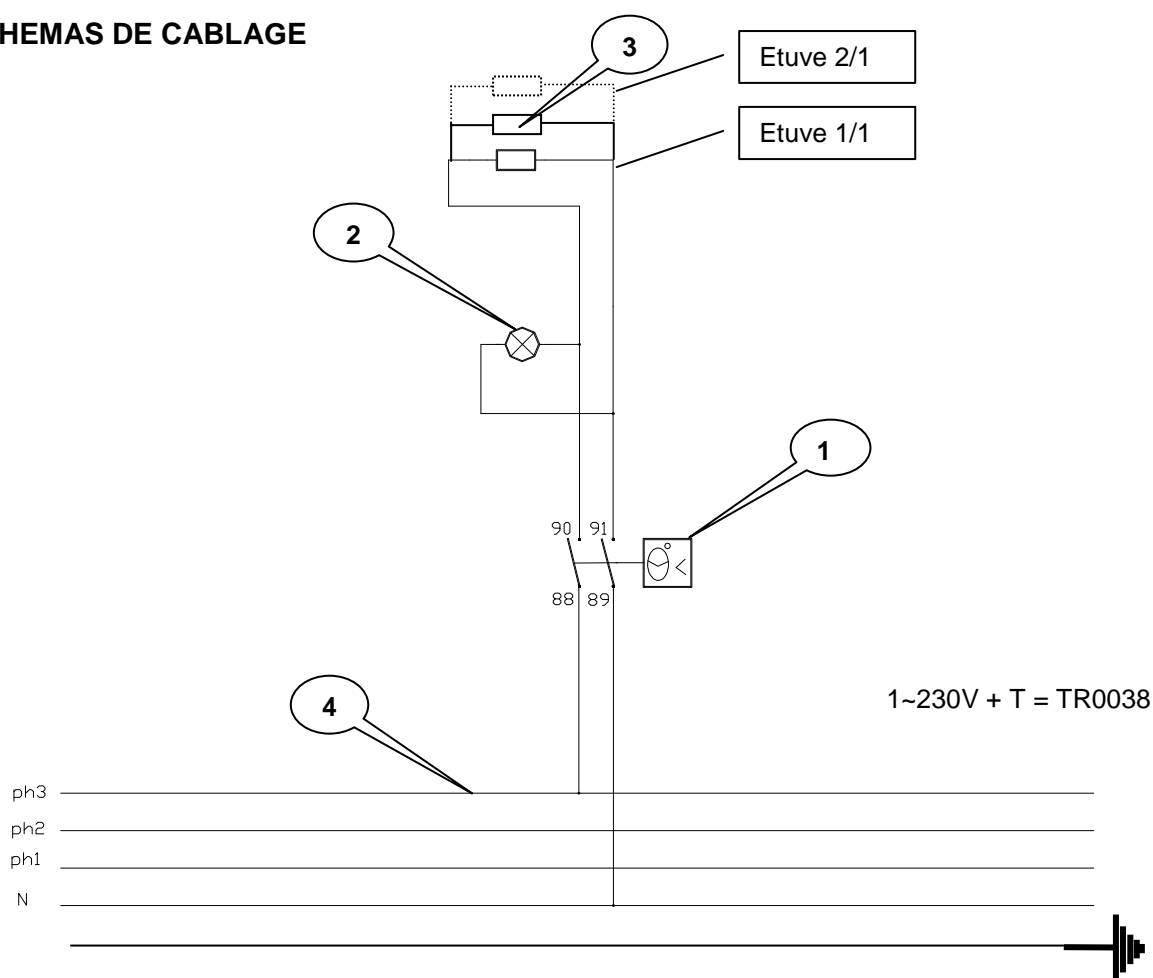 HEMAS DE CABLAGE
3
Etuve 2/1
Etuve 1/1
2
1
90 91
88 89
4
1~230V + T = TR0038
ph3
ph2
ph1
N